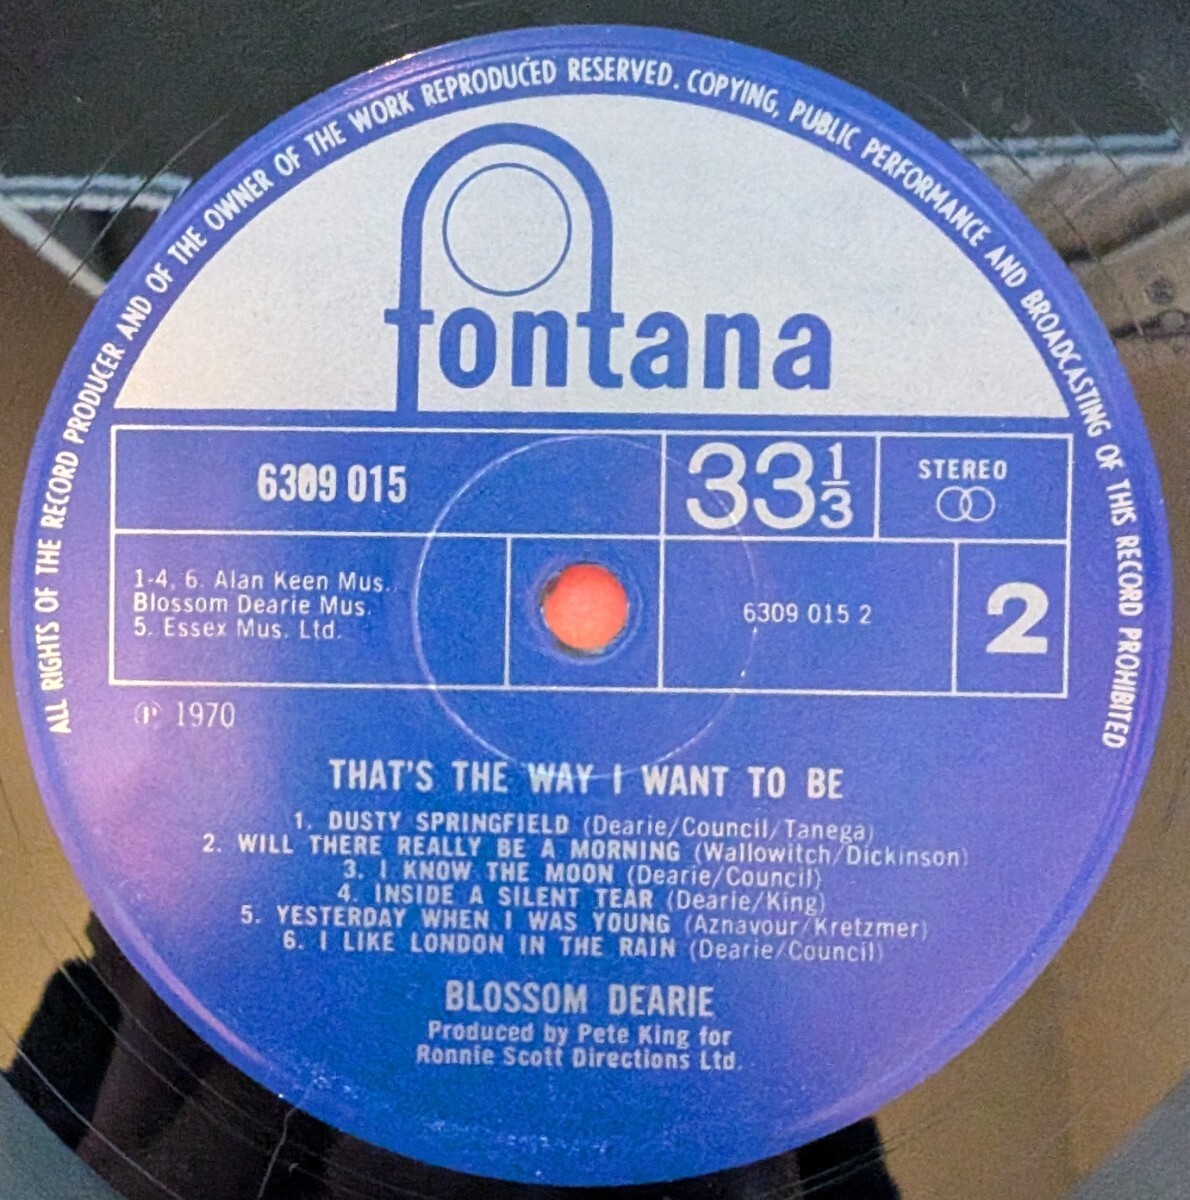 ALL RIGHTS OF THE RECORD PRODUCER AND OF THE OWNER OF THE WORK REPRODUCED RESERVED. COPYING, PUBLIC PERFORMANCE AND BROADCASTING OF THIS RECORD PROHIBITED
fontana
6309 015
33 1/3
STEREO
1-4, 6. Alan Keen Mus.
Blossom Dearie Mus.
5. Essex Mus. Ltd.
6309 015 2
2
℗ 1970
THAT'S THE WAY I WANT TO BE
1. DUSTY SPRINGFIELD (Dearie/Council/Tanega)
2. WILL THERE REALLY BE A MORNING (Wallowitch/Dickinson)
3. I KNOW THE MOON (Dearie/Council)
4. INSIDE A SILENT TEAR (Dearie/King)
5. YESTERDAY WHEN I WAS YOUNG (Aznavour/Kretzmer)
6. I LIKE LONDON IN THE RAIN (Dearie/Council)
BLOSSOM DEARIE
Produced by Pete King for
Ronnie Scott Directions Ltd.